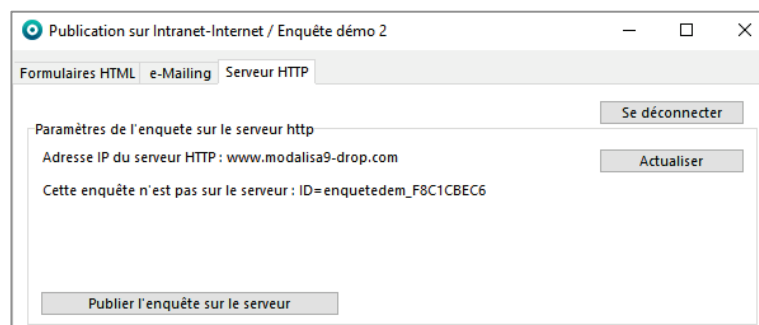 Publication sur Intranet-Internet / Enquête démo 2
Formulaires HTML e-Mailing Serveur HTTP
Se déconnecter
Paramètres de l'enquete sur le serveur http
Adresse IP du serveur HTTP : www.modalisa9-drop.com
Actualiser
Cette enquête n'est pas sur le serveur : ID=enquetedem_F8C1CBEC6
Publier l'enquête sur le serveur